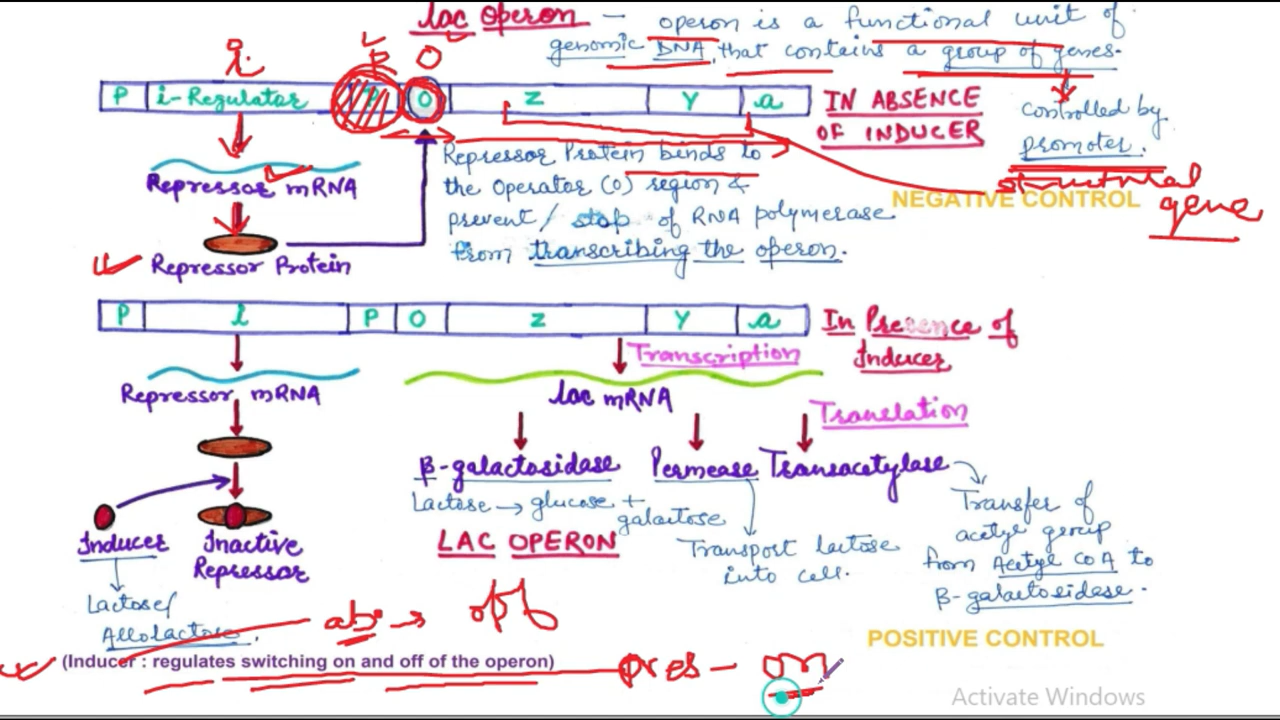 lac Operon — operon is a functional unit of
genomic DNA that contains a group of genes.
i P O
P i-Regulator O Z Y a
IN ABSENCE
OF INDUCER
controlled by
promoter.
Repressor mRNA
Repressor Protein
Repressor Protein binds to
the Operator (O) region &
prevent / stop of RNA polymerase
from transcribing the operon.
NEGATIVE CONTROL
structural
gene
P i P O Z Y a
In Presence of
Inducer
Transcription
Repressor mRNA
lac mRNA
Translation
β-galactosidase Permease Transacetylase
Lactose → glucose +
galactose
Transport lactose
into cell.
Transfer of
acetyl group
from Acetyl CoA to
β-galactosidase.
Inducer
Inactive
Repressor
LAC OPERON
Lactose/
Allolactose.
abs → off
POSITIVE CONTROL
(Inducer : regulates switching on and off of the operon)
pres — on
Activate Windows